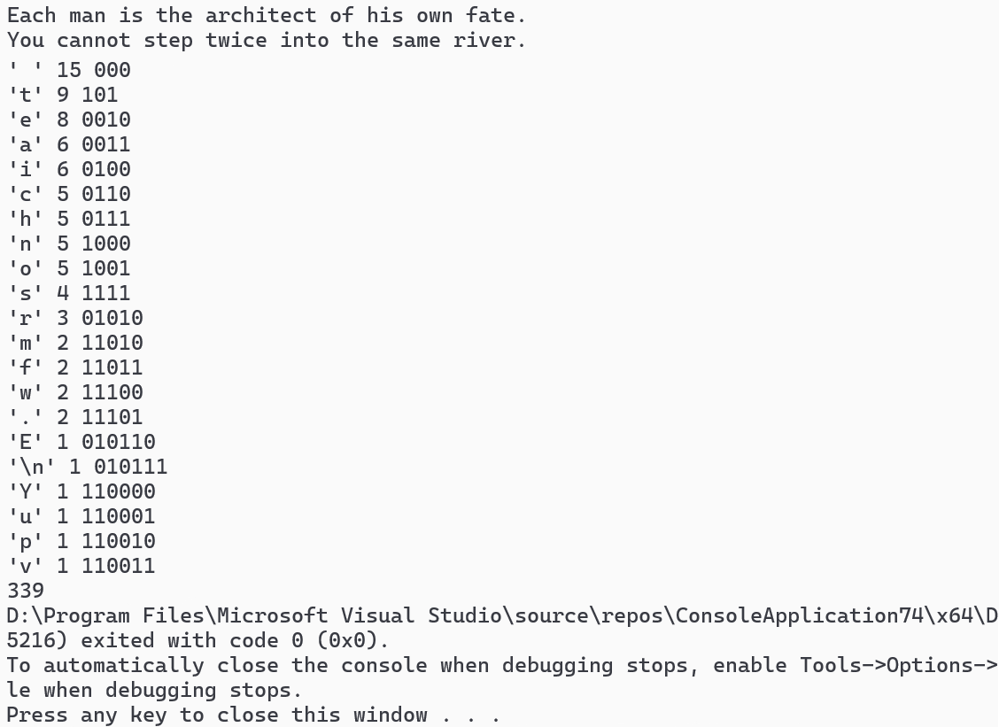 Each man is the architect of his own fate.
You cannot step twice into the same river.
' ' 15 000
't' 9 101
'e' 8 0010
'a' 6 0011
'i' 6 0100
'c' 5 0110
'h' 5 0111
'n' 5 1000
'o' 5 1001
's' 4 1111
'r' 3 01010
'm' 2 11010
'f' 2 11011
'w' 2 11100
'.' 2 11101
'E' 1 010110
'\n' 1 010111
'Y' 1 110000
'u' 1 110001
'p' 1 110010
'v' 1 110011
339
D:\Program Files\Microsoft Visual Studio\source\repos\ConsoleApplication74\x64\D
5216) exited with code 0 (0x0).
To automatically close the console when debugging stops, enable Tools->Options->
le when debugging stops.
Press any key to close this window . . .